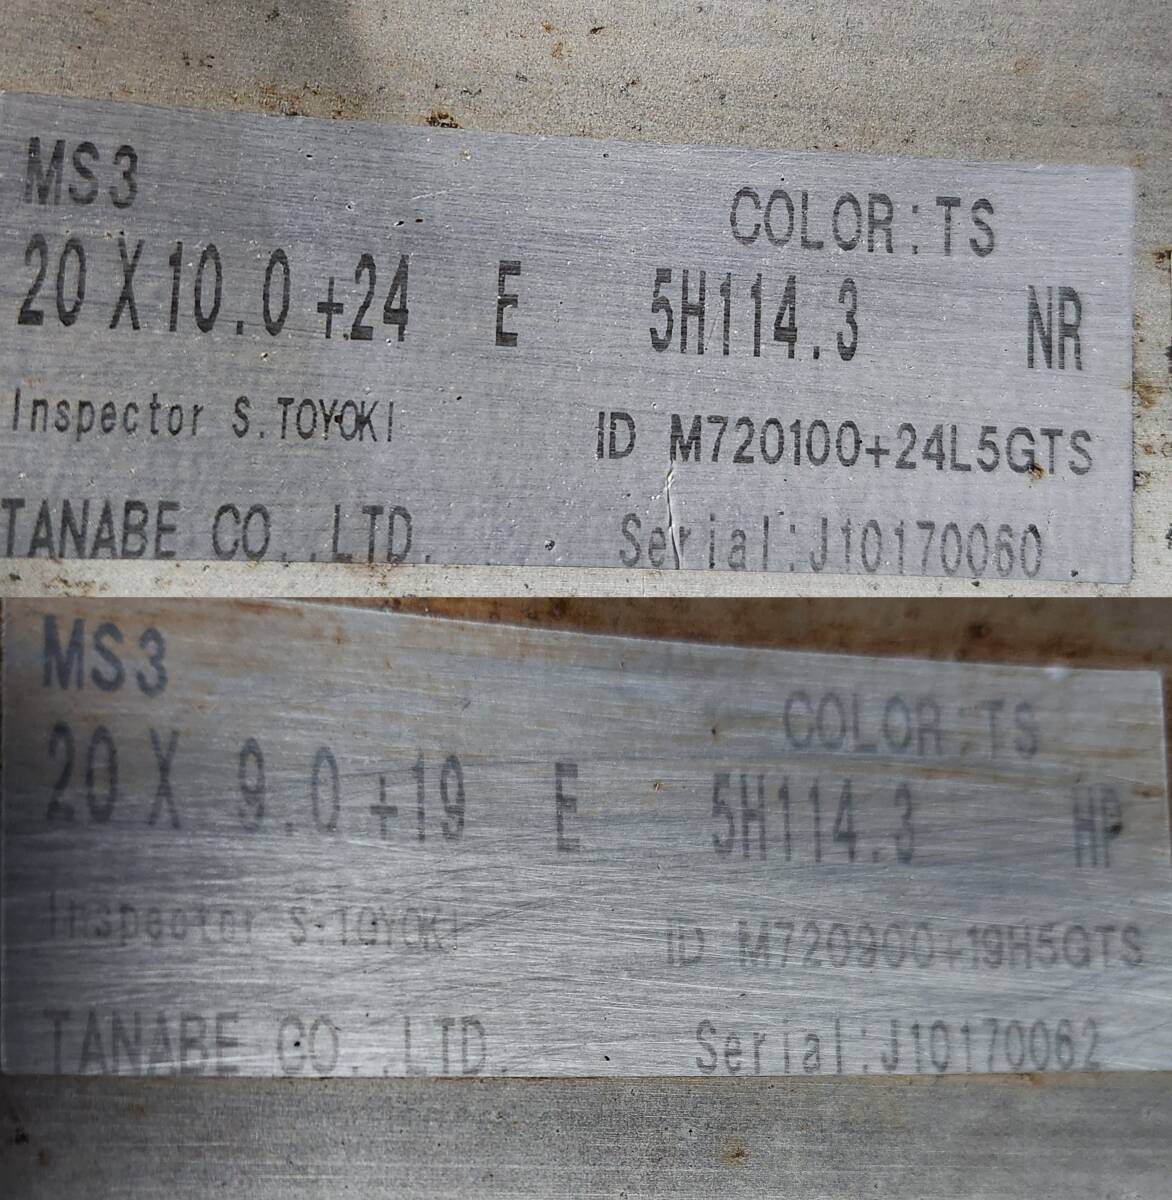 MS3
COLOR:TS
20 X 10.0 +24 E 5H114.3 NR
Inspector S.TOYOKI
ID M720100+24L5GTS
TANABE CO.,LTD.
Serial:J10170060
MS3
COLOR:TS
20 X 9.0 +19 E 5H114.3 HP
Inspector S.TOYOKI
ID M720900+19H5GTS
TANABE CO.,LTD.
Serial:J10170062